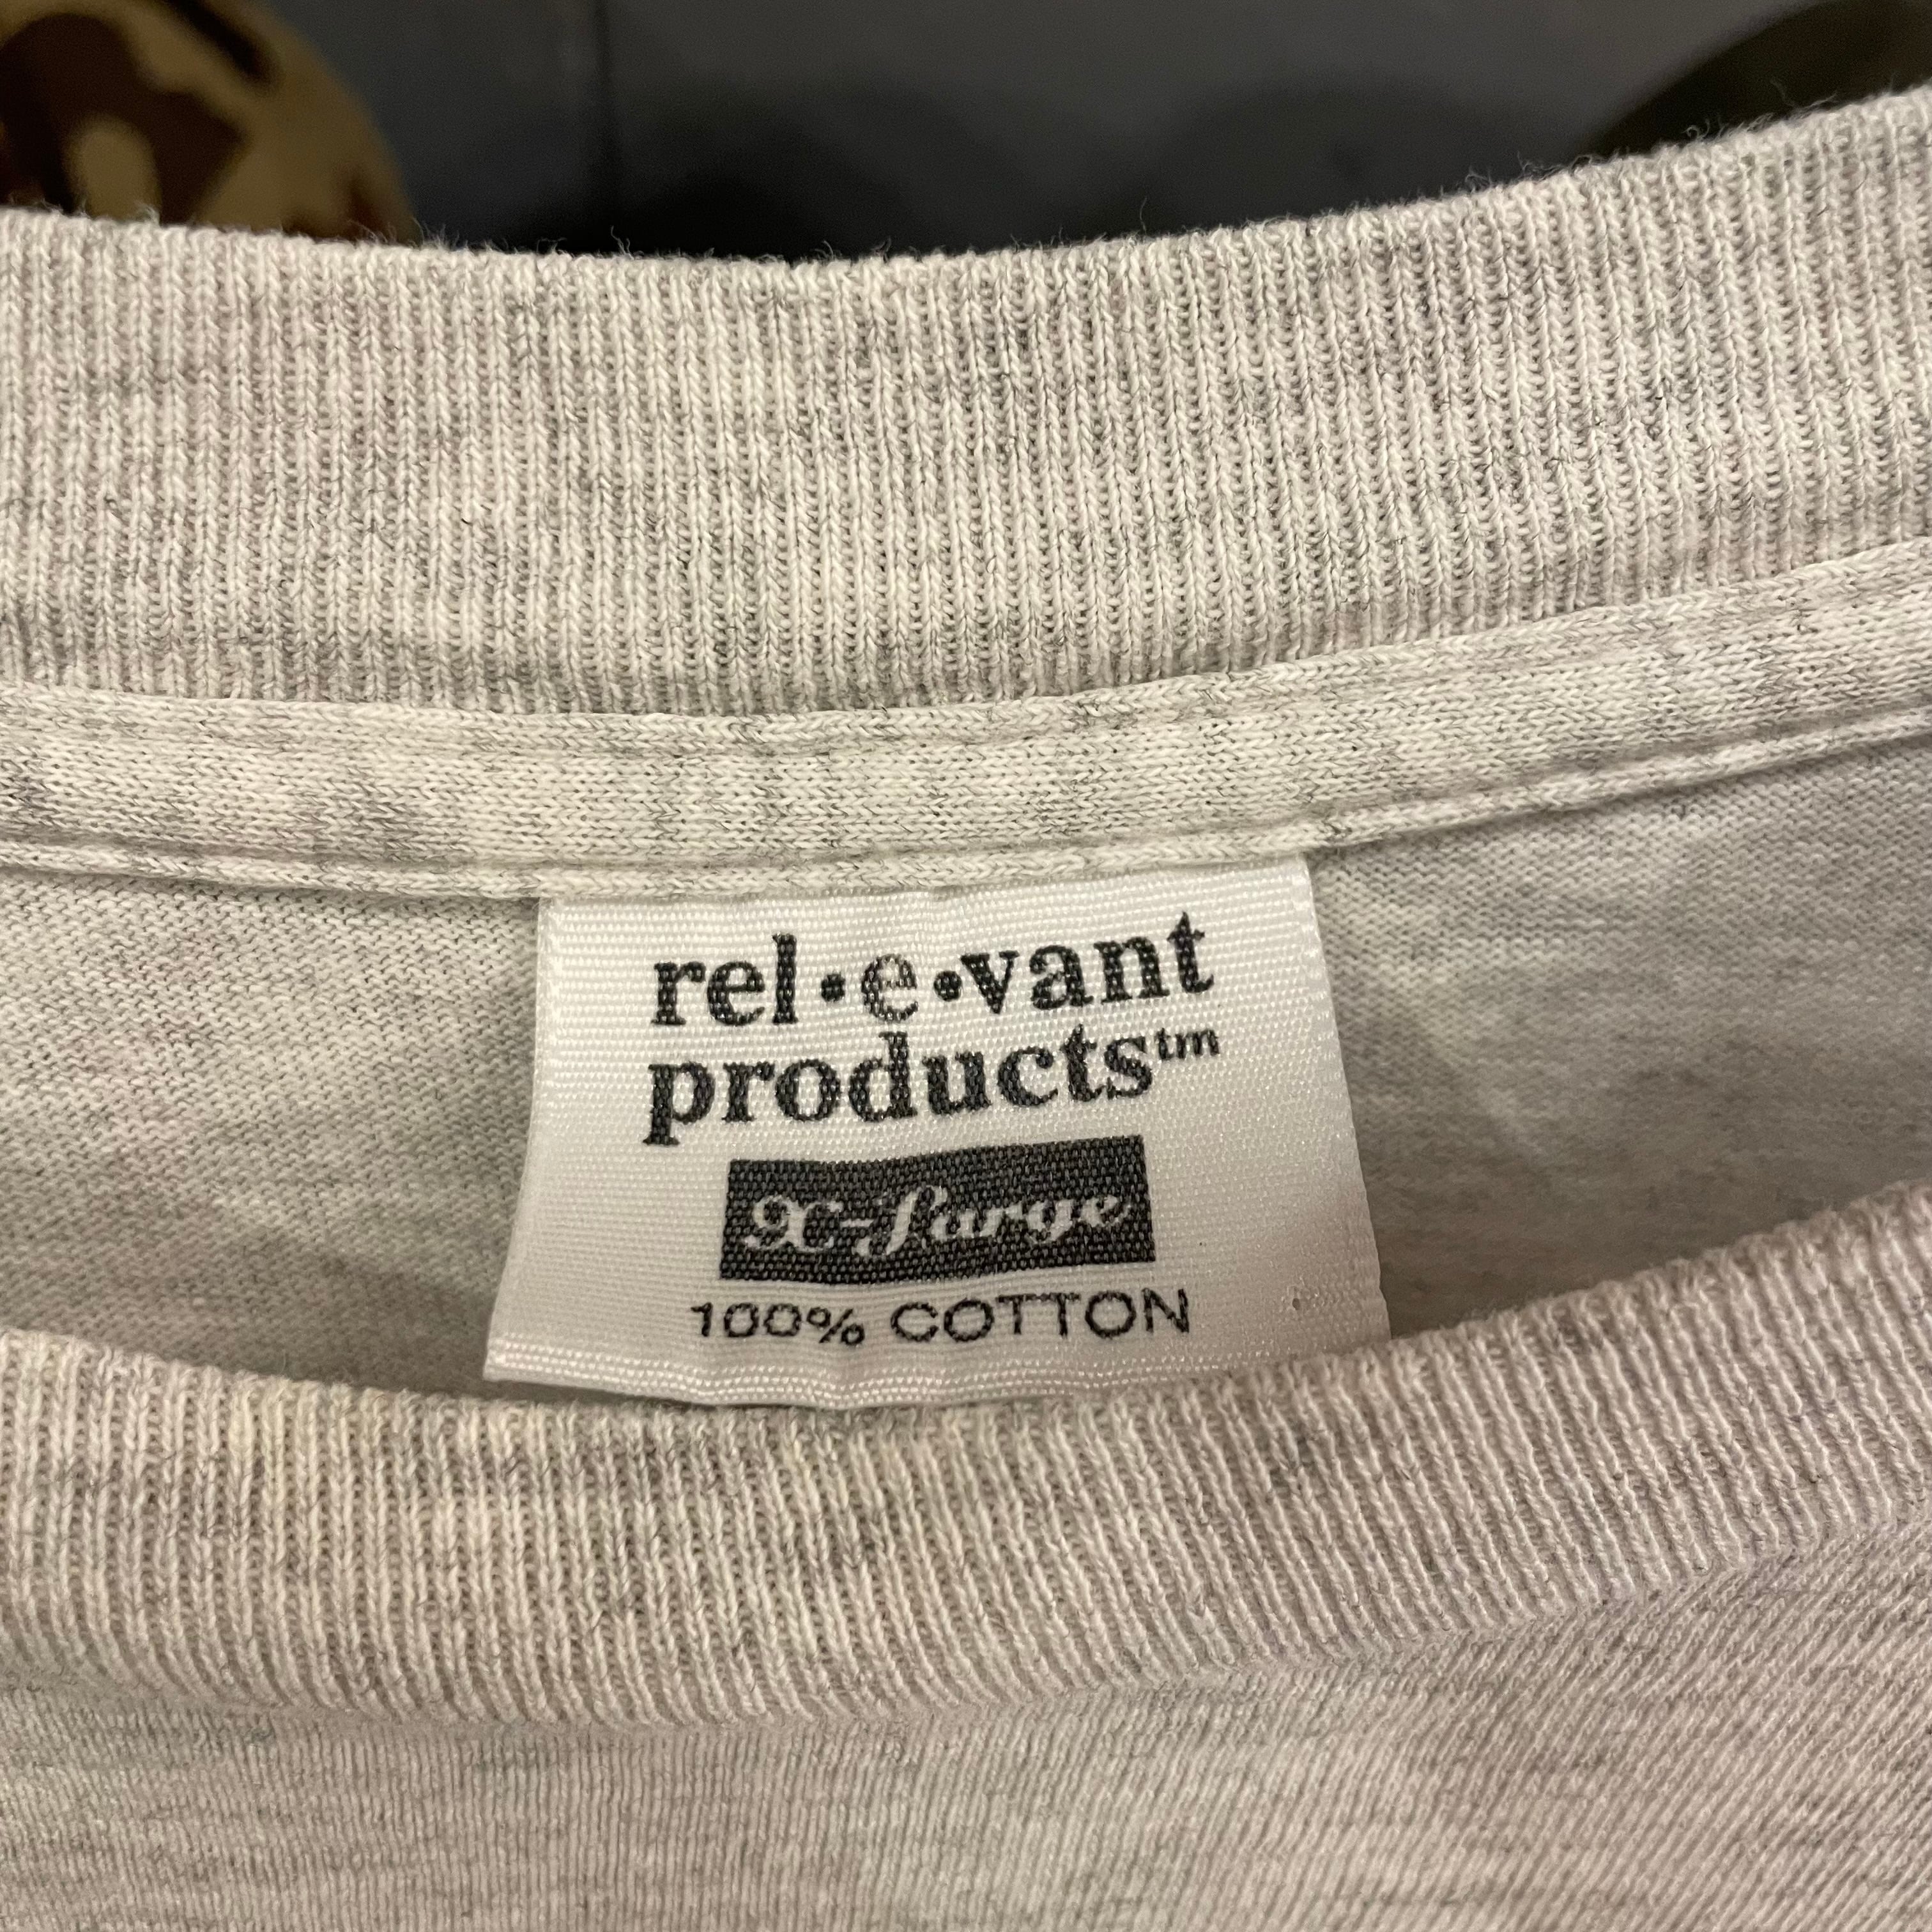 rel•e•vant
products™
X-Large
100% COTTON